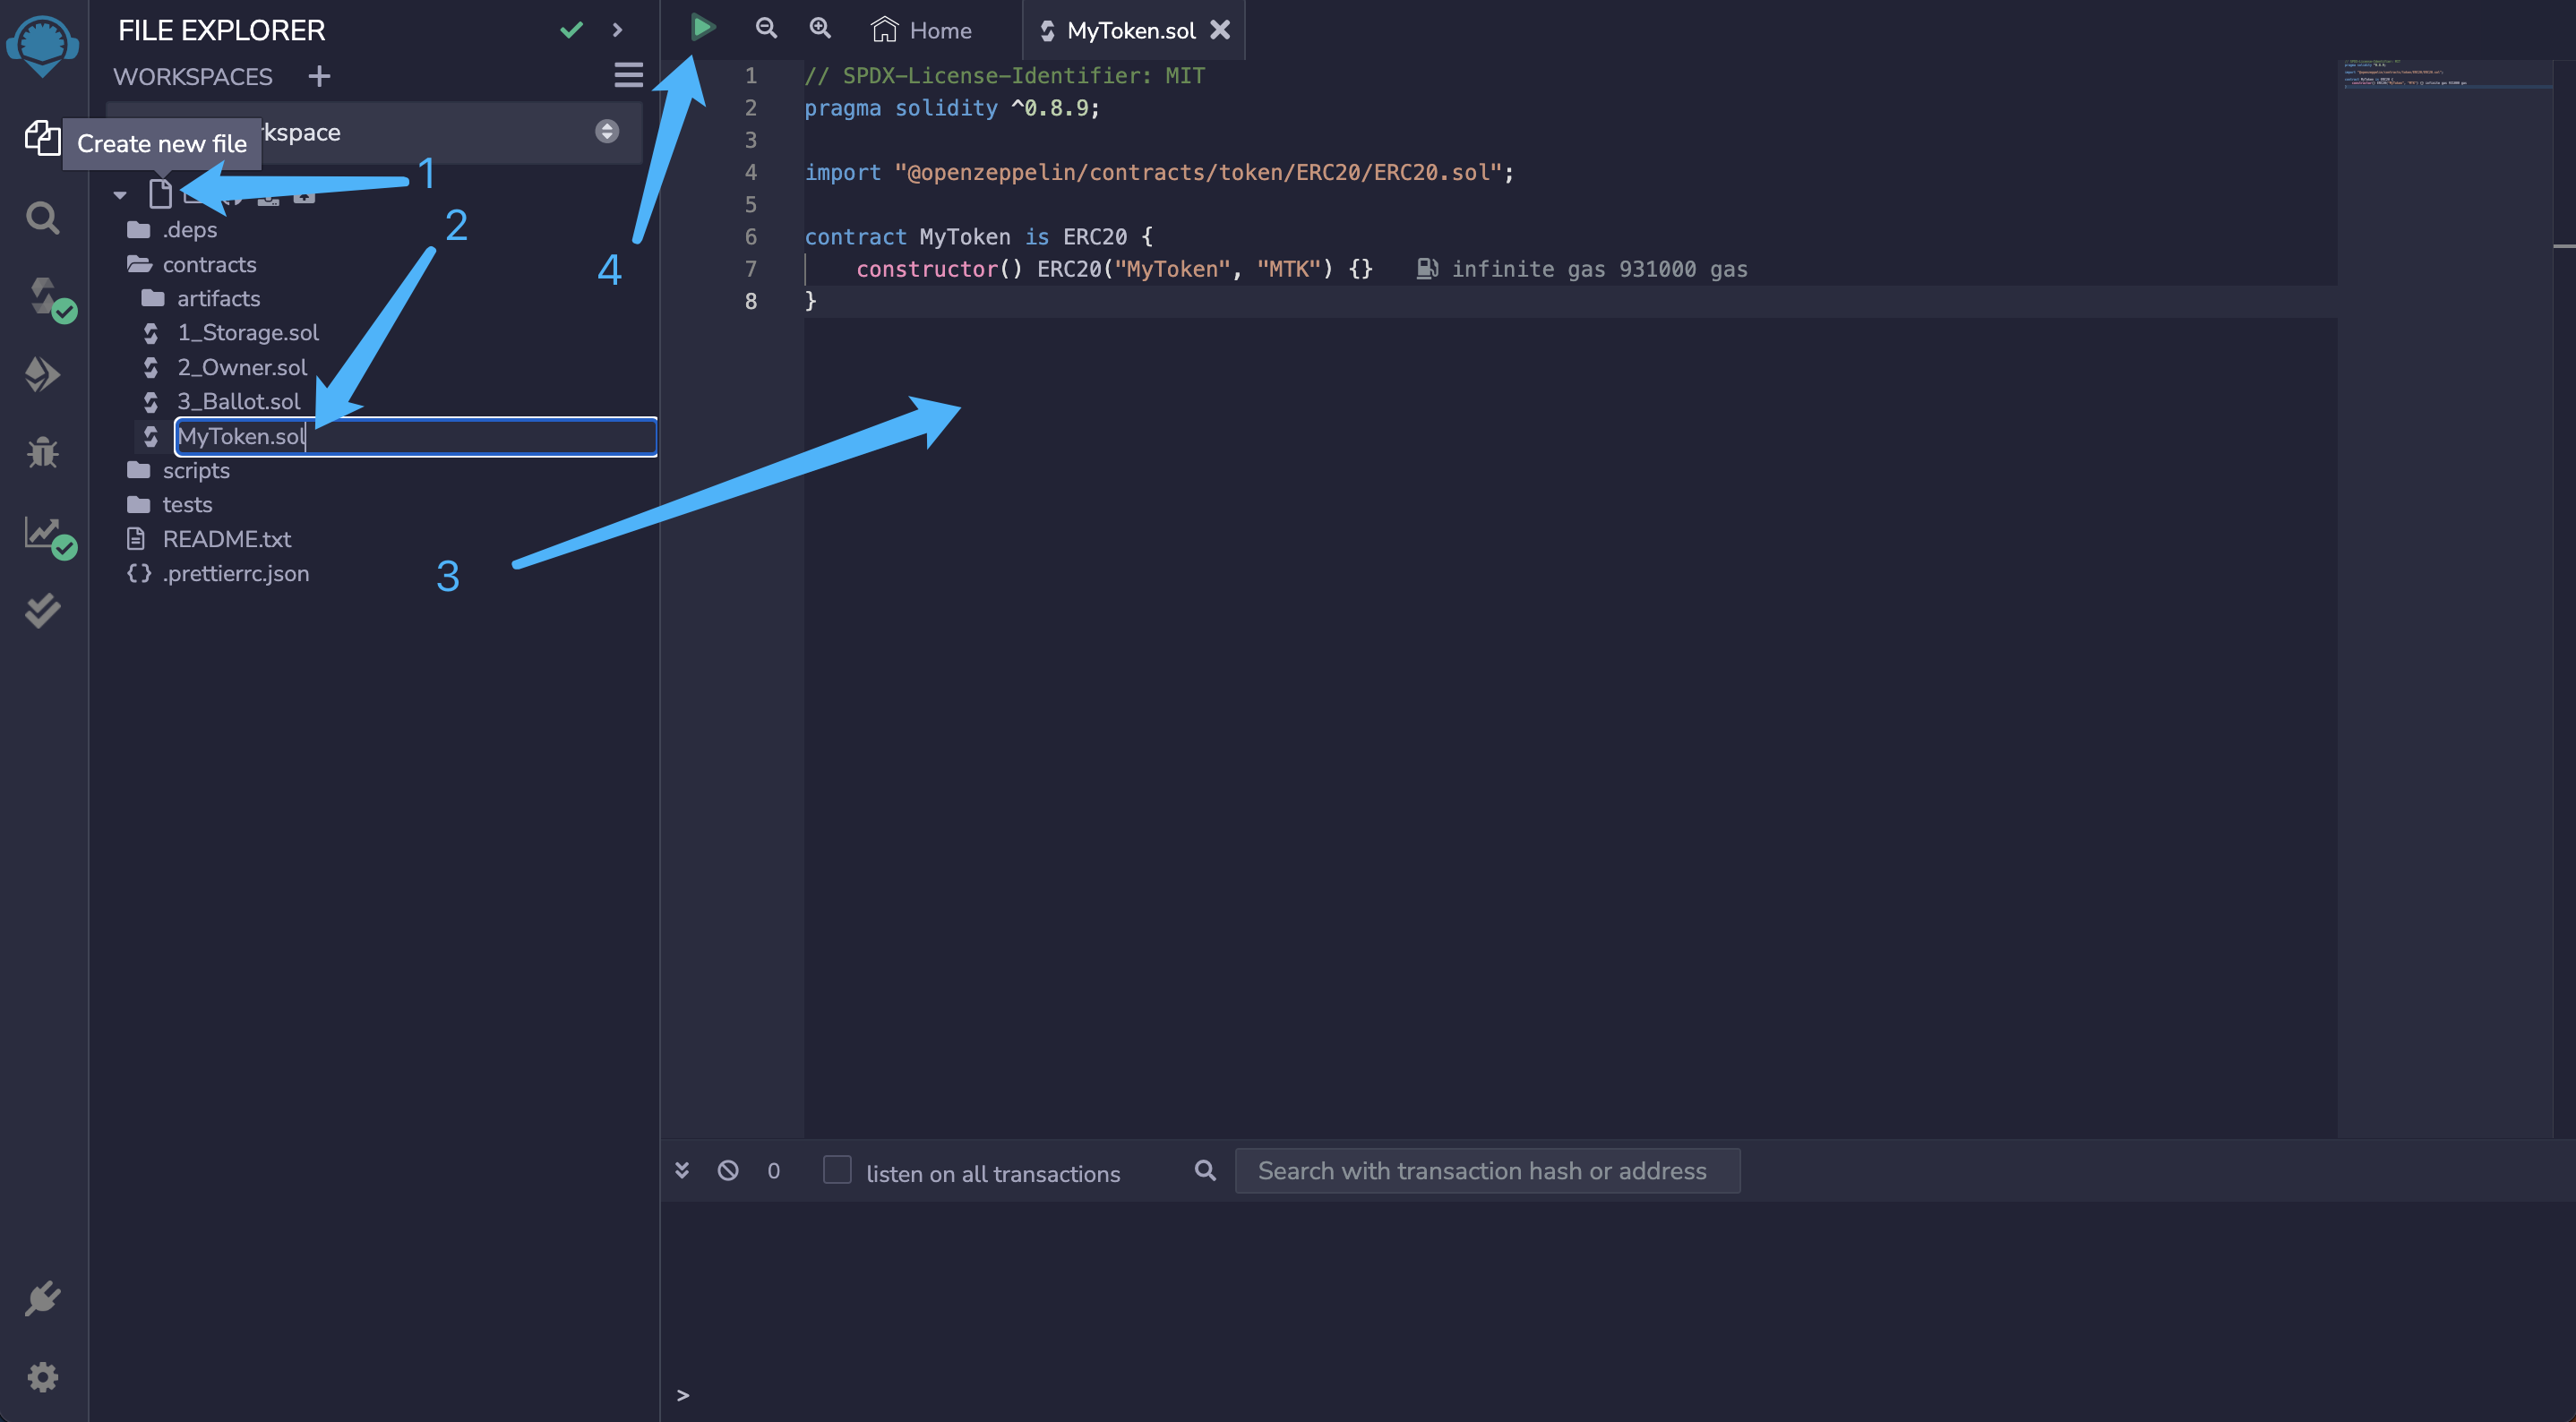 FILE EXPLORER
WORKSPACES
Create new file
rkspace
.deps
contracts
artifacts
1_Storage.sol
2_Owner.sol
3_Ballot.sol
MyToken.sol
scripts
tests
README.txt
.prettierrc.json
1
2
3
4
Home
MyToken.sol
1 // SPDX-License-Identifier: MIT
2 pragma solidity ^0.8.9;
3
4 import "@openzeppelin/contracts/token/ERC20/ERC20.sol";
5
6 contract MyToken is ERC20 {
7 constructor() ERC20("MyToken", "MTK") {} infinite gas 931000 gas
8 }
0 listen on all transactions Search with transaction hash or address
>